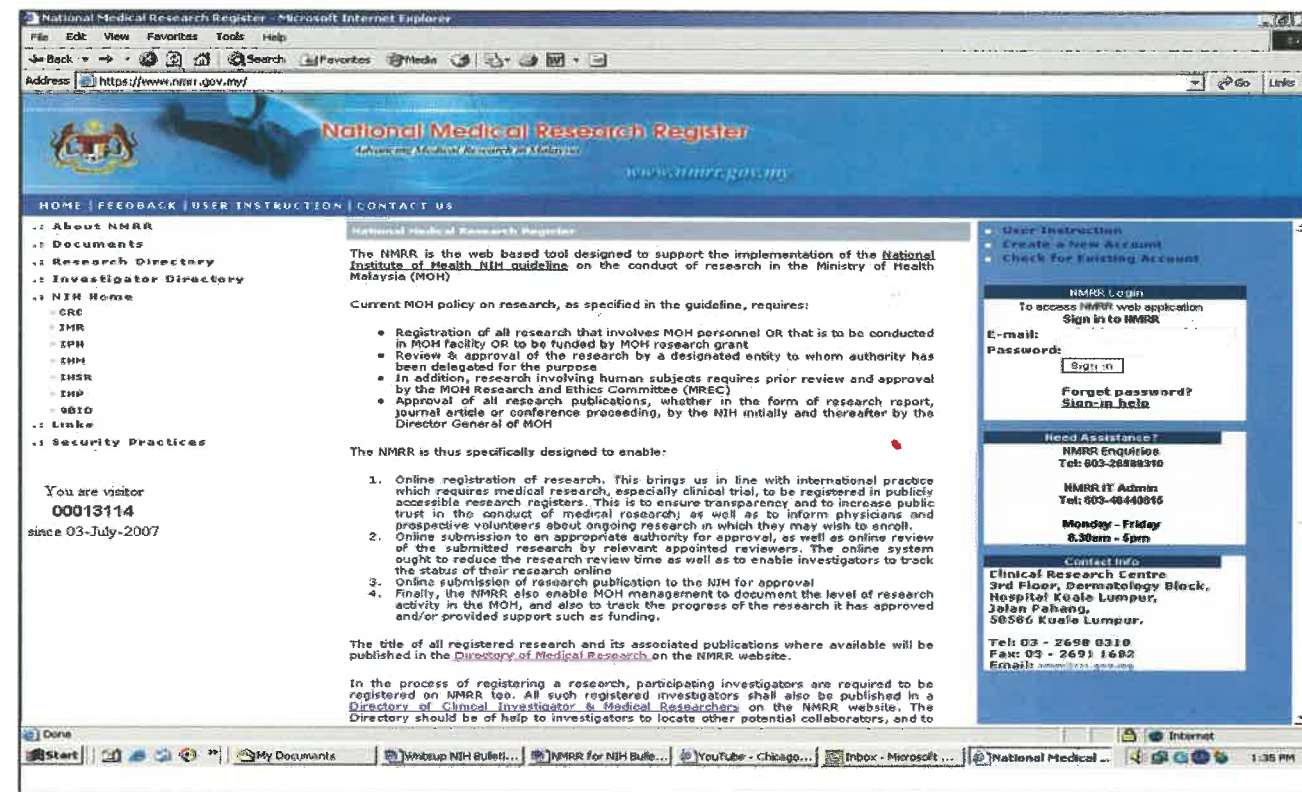 National Medical Research Register - Microsoft Internet Explorer
File Edit View Favorites Tools Help
Back Search Favorites Media
Address https://www.nmrr.gov.my/ Go Links
National Medical Research Register
Advancing Medical Research in Malaysia
www.nmrr.gov.my
HOME | FEEDBACK | USER INSTRUCTION | CONTACT US
.: About NMRR
.: Documents
.: Research Directory
.: Investigator Directory
.: NIH Home
CRC
IMR
IPH
IHM
IHSR
IHP
.: Links
.: Security Practices
You are visitor
00013114
since 03-July-2007
National Medical Research Register
The NMRR is the web based tool designed to support the implementation of the National
Institute of Health NIH guideline on the conduct of research in the Ministry of Health
Malaysia (MOH)
Current MOH policy on research, as specified in the guideline, requires:
• Registration of all research that involves MOH personnel OR that is to be conducted
in MOH facility OR to be funded by MOH research grant
• Review & approval of the research by a designated entity to whom authority has
been delegated for the purpose
• In addition, research involving human subjects requires prior review and approval
by the MOH Research and Ethics Committee (MREC)
• Approval of all research publications, whether in the form of research report,
journal article or conference proceeding, by the NIH initially and thereafter by the
Director General of MOH
The NMRR is thus specifically designed to enable:
1. Online registration of research. This brings us in line with international practice
which requires medical research, especially clinical trial, to be registered in publicly
accessible research registers. This is to ensure transparency and to increase public
trust in the conduct of medical research; as well as to inform physicians and
prospective volunteers about ongoing research in which they may wish to enroll.
2. Online submission to an appropriate authority for approval, as well as online review
of the submitted research by relevant appointed reviewers. The online system
ought to reduce the research review time as well as to enable investigators to track
the status of their research online
3. Online submission of research publication to the NIH for approval
4. Finally, the NMRR also enable MOH management to document the level of research
activity in the MOH, and also to track the progress of the research it has approved
and/or provided support such as funding.
The title of all registered research and its associated publications where available will be
published in the Directory of Medical Research on the NMRR website.
In the process of registering a research, participating investigators are required to be
registered on NMRR too. All such registered investigators shall also be published in a
Directory of Clinical Investigator & Medical Researchers on the NMRR website. The
Directory should be of help to investigators to locate other potential collaborators, and to
User Instruction
Create a New Account
Check for Existing Account
NMRR Login
To access NMRR web application
Sign in to NMRR
E-mail:
Password:
Sign in
Forget password?
Sign-in help
Need Assistance?
NMRR Enquiries
Tel: 603-26980310
NMRR IT Admin
Tel: 603-40440615
Monday - Friday
8.30am - 5pm
Contact Info
Clinical Research Centre
3rd Floor, Dermatology Block,
Hospital Kuala Lumpur,
Jalan Pahang,
50586 Kuala Lumpur.
Tel: 03 - 2698 0310
Fax: 03 - 2691 1682
Email:
Done Internet
Start My Documents Writeup NIH Bulleti... NMRR for NIH Bulle... YouTube - Chicago... Inbox - Microsoft ... National Medical ... 1:35 PM